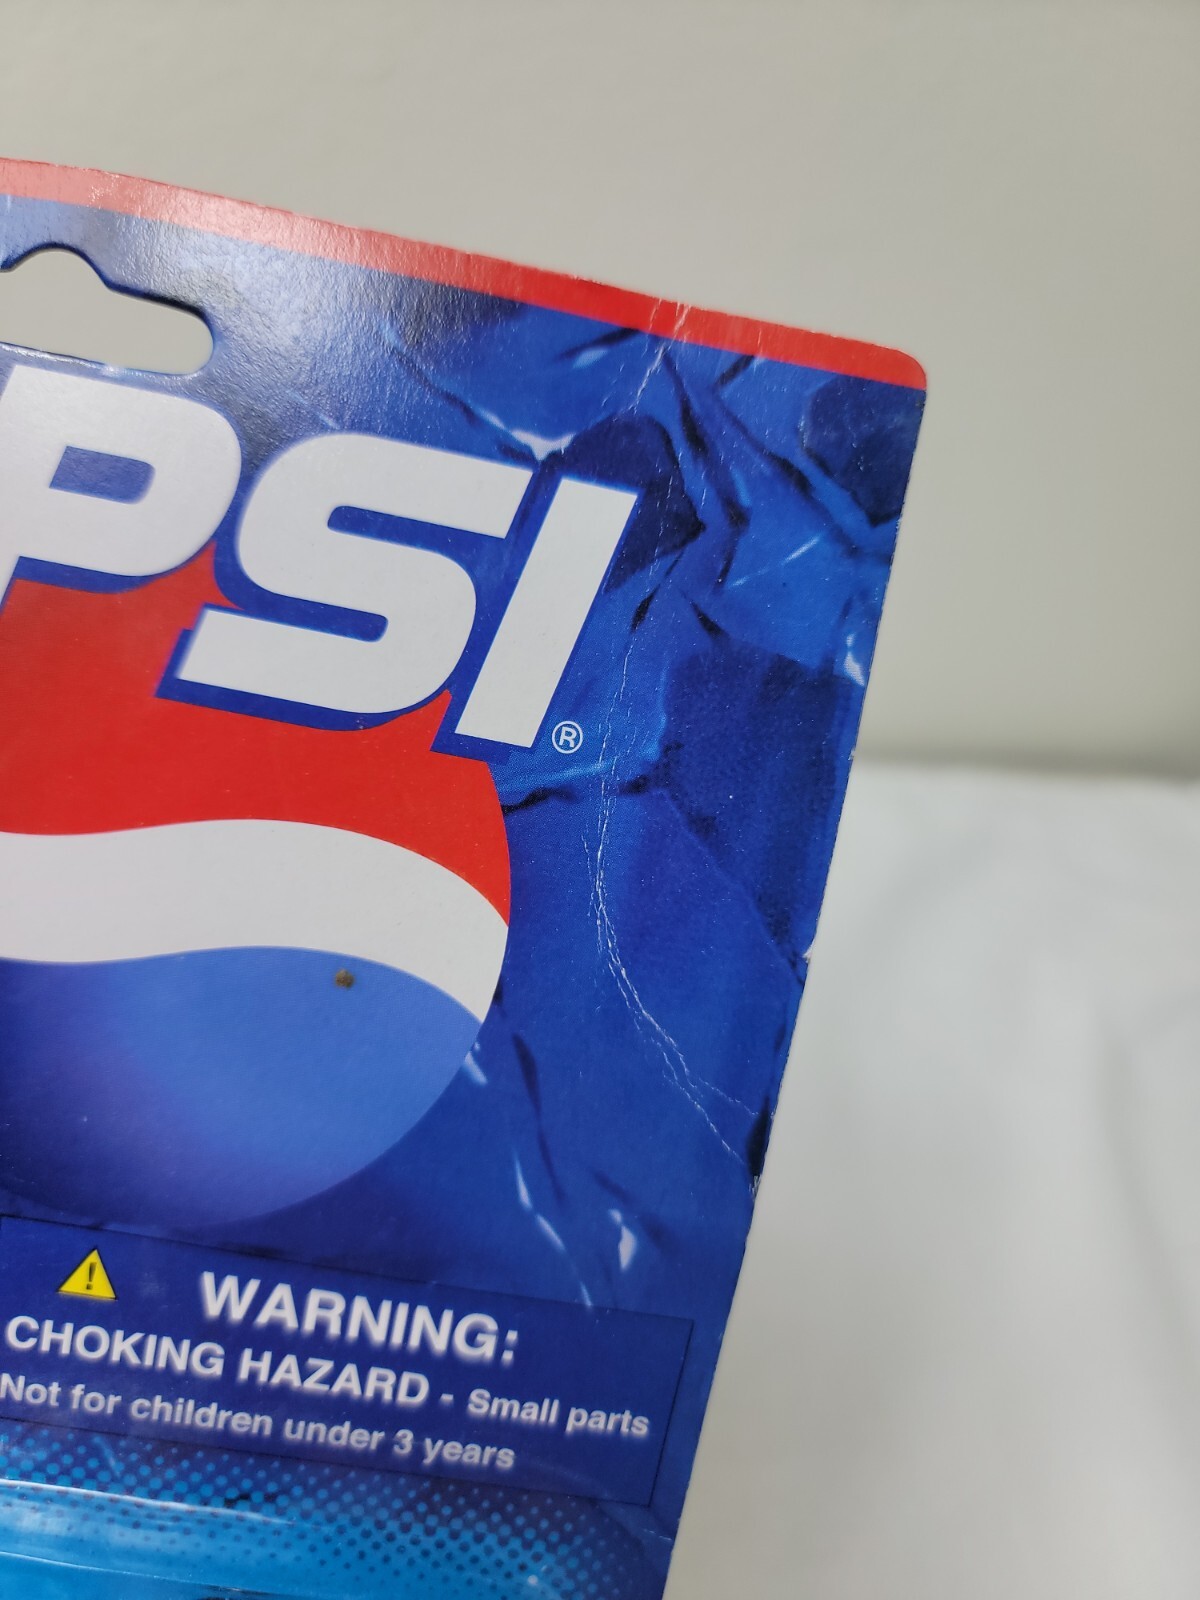 PSI®
WARNING:
CHOKING HAZARD - Small parts
Not for children under 3 years